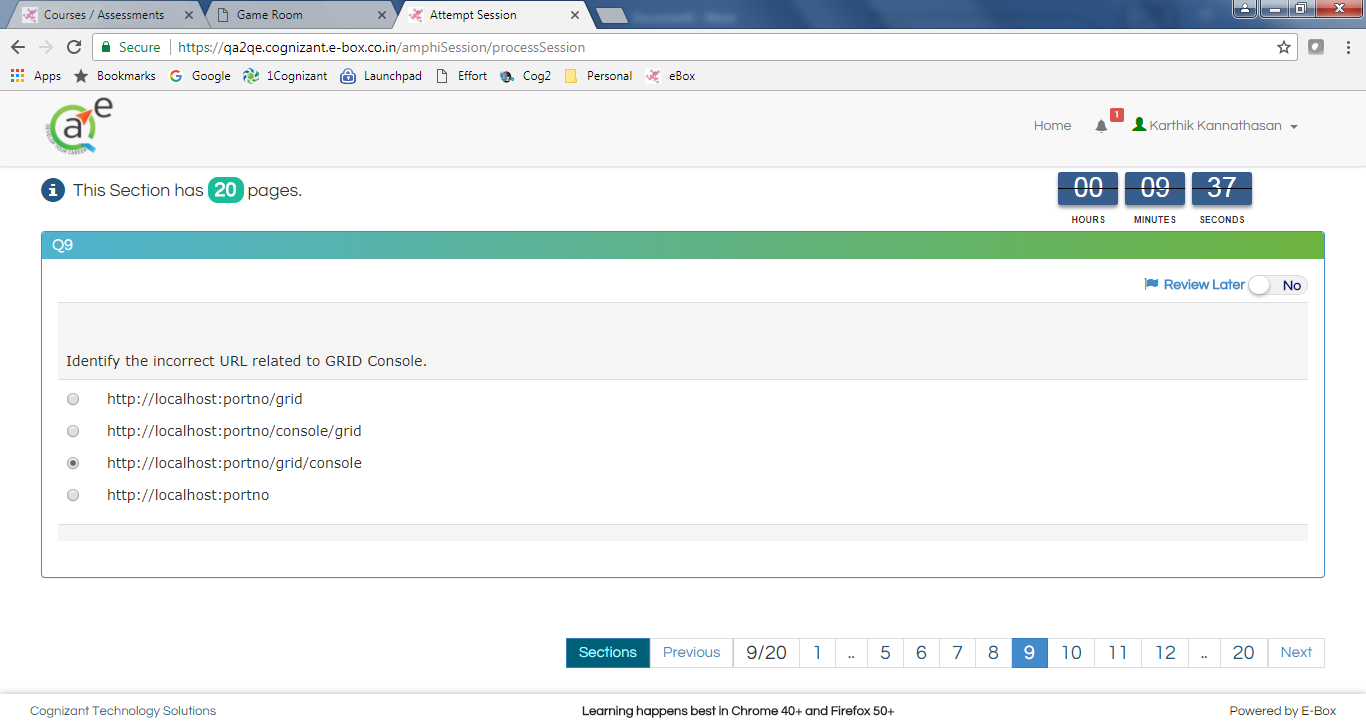 Courses / Assessments
Game Room
Attempt Session
Secure https://qa2qe.cognizant.e-box.co.in/amphiSession/processSession
Apps Bookmarks Google 1Cognizant Launchpad Effort Cog2 Personal eBox
a e
Home 1 Karthik Kannathasan
This Section has 20 pages.
00 09 37
HOURS MINUTES SECONDS
Q9
Review Later No
Identify the incorrect URL related to GRID Console.
http://localhost:portno/grid
http://localhost:portno/console/grid
http://localhost:portno/grid/console
http://localhost:portno
Sections Previous 9/20 1 .. 5 6 7 8 9 10 11 12 .. 20 Next
Cognizant Technology Solutions Learning happens best in Chrome 40+ and Firefox 50+ Powered by E-Box